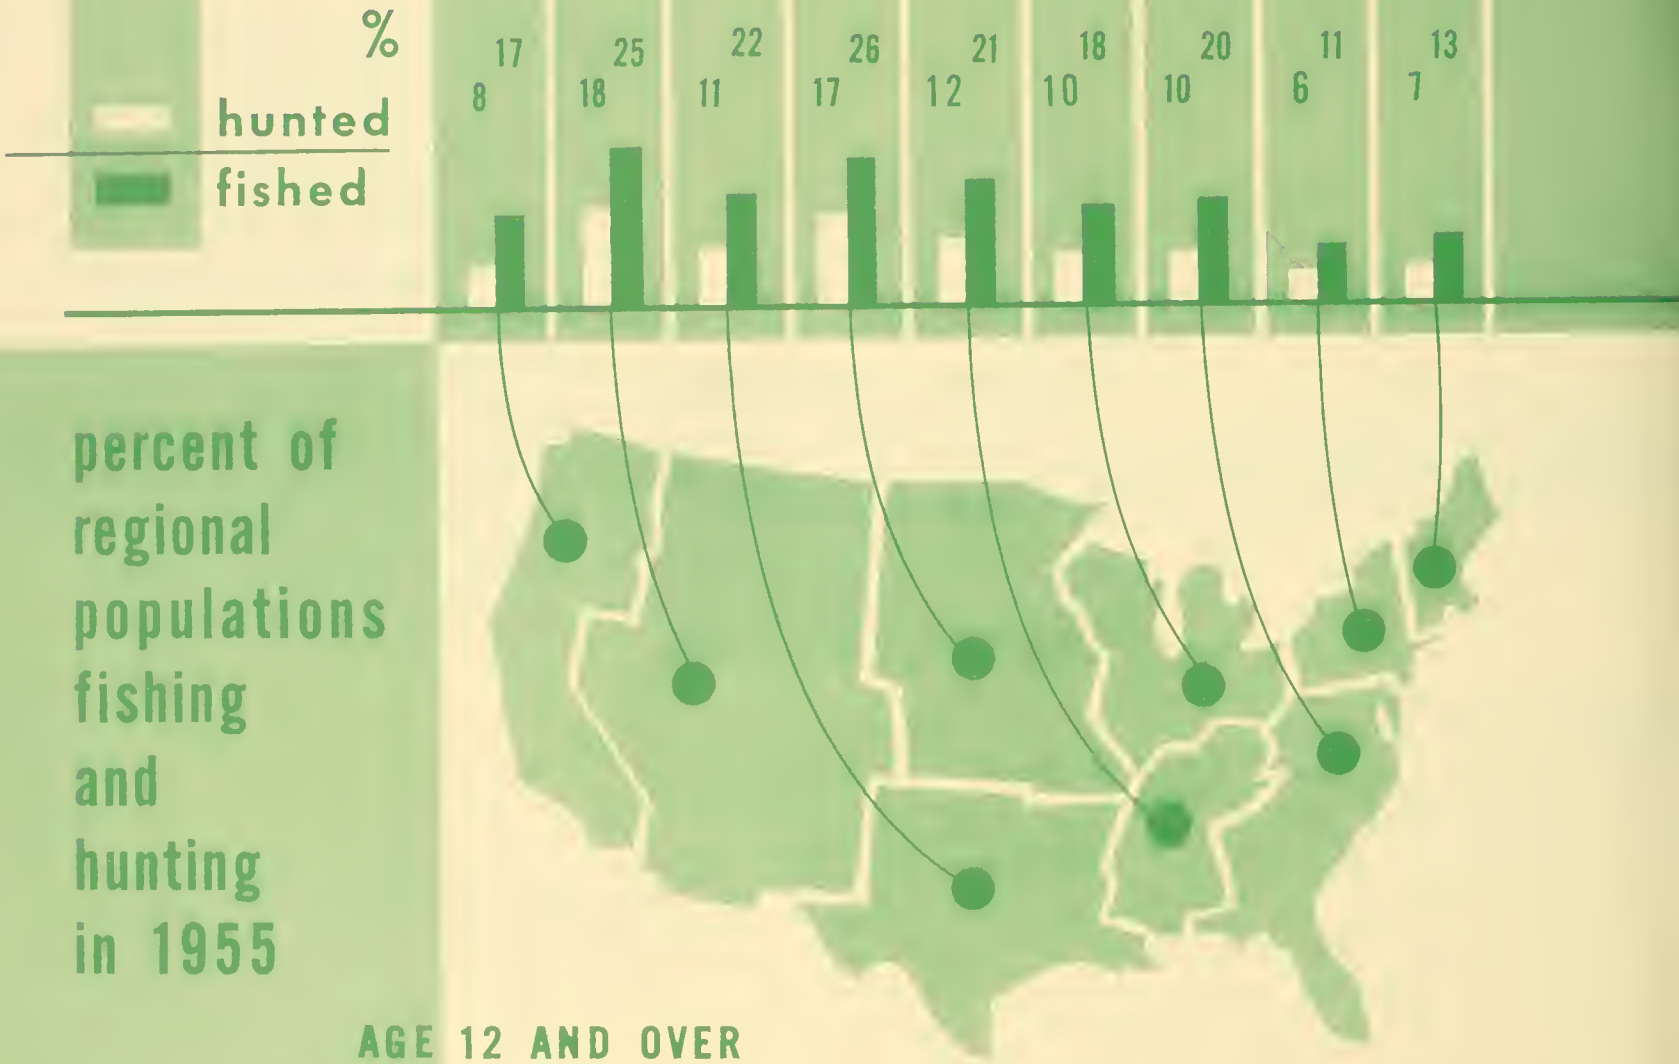 %
17 25 22 26 21 18 20 11 13
8 18 11 17 12 10 10 6 7
hunted
fished
percent of
regional
populations
fishing
and
hunting
in 1955
AGE 12 AND OVER